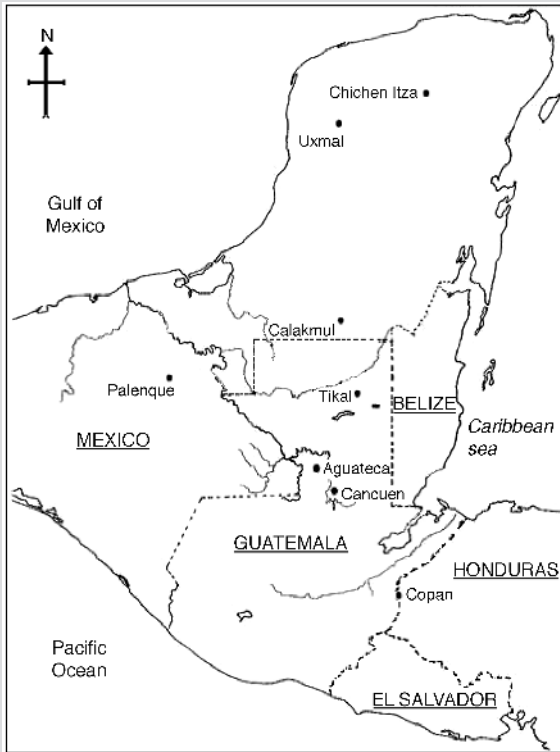 N
Chichen Itza
Uxmal
Gulf of
Mexico
Calakmul
Palenque
Tikal
BELIZE
Caribbean
sea
MEXICO
Aguateca
Cancuen
GUATEMALA
HONDURAS
Copan
Pacific
Ocean
EL SALVADOR